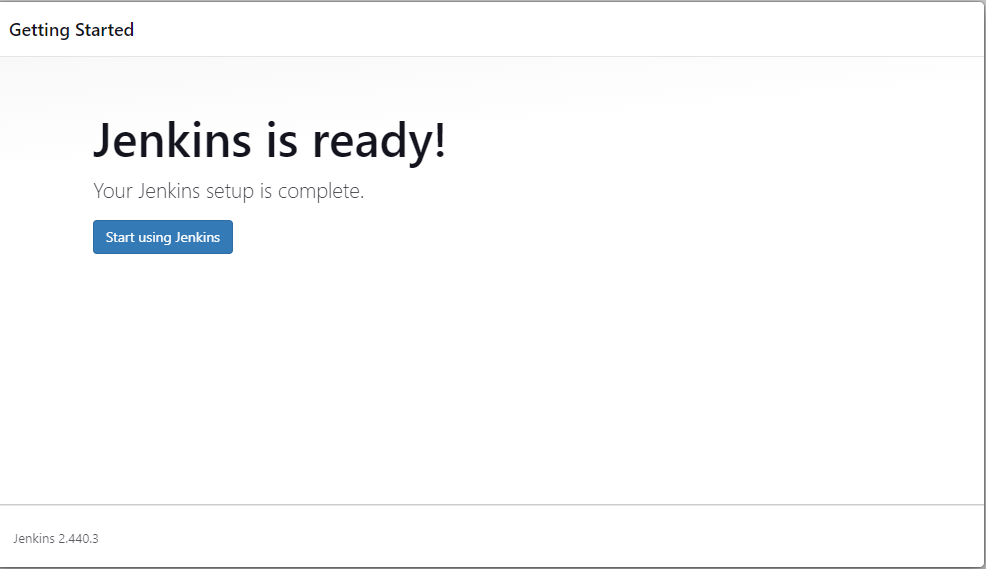 Getting Started
Jenkins is ready!
Your Jenkins setup is complete.
Start using Jenkins
Jenkins 2.440.3